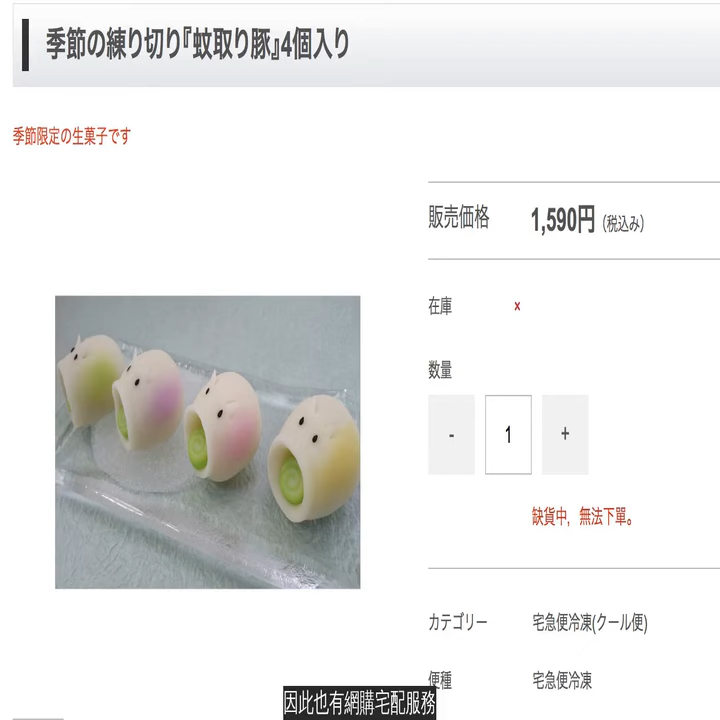 季節の練り切り『蚊取り豚』4個入り
季節限定の生菓子です
販売価格 1,590円 (税込み)
在庫 ×
数量
- 1 +
缺貨中, 無法下單。
カテゴリー 宅急便冷凍(クール便)
便種 宅急便冷凍
因此也有網購宅配服務